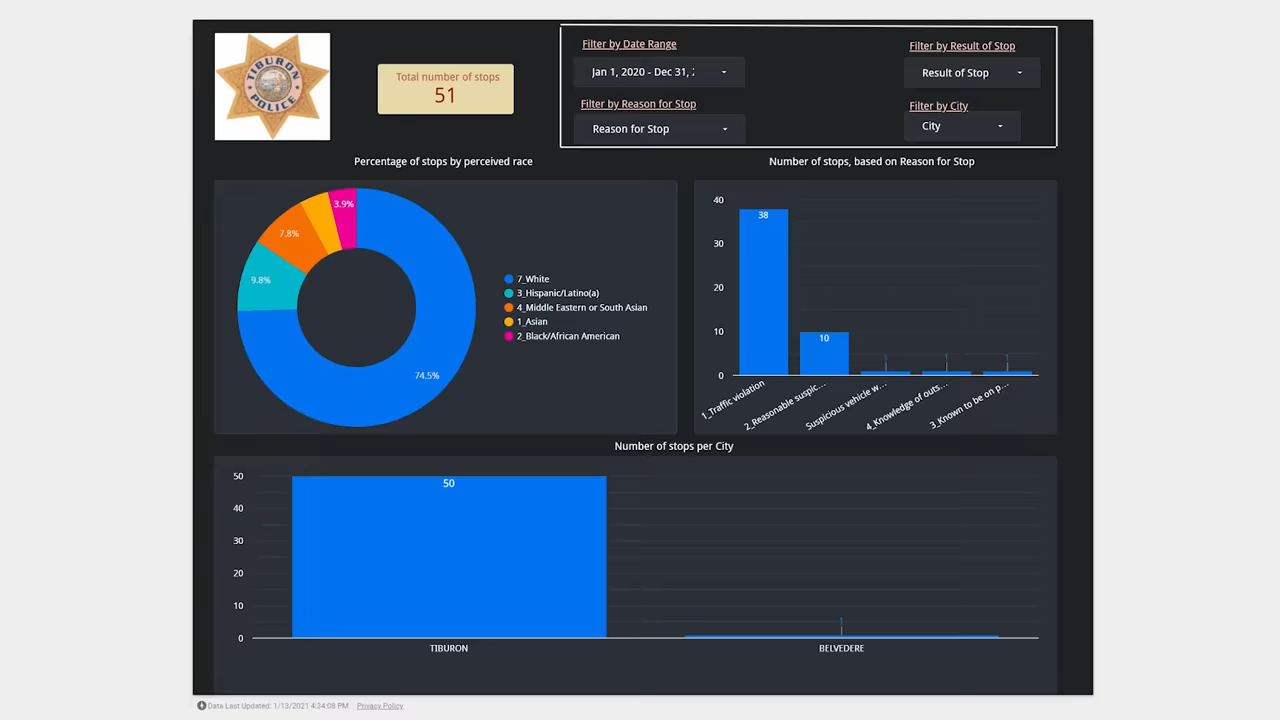 TIBURON
POLICE
Total number of stops
51
Filter by Date Range
Jan 1, 2020 - Dec 31, :
Filter by Reason for Stop
Reason for Stop
Filter by Result of Stop
Result of Stop
Filter by City
City
Percentage of stops by perceived race
3.9%
7.8%
9.8%
74.5%
7_White
3_Hispanic/Latino(a)
4_Middle Eastern or South Asian
1_Asian
2_Black/African American
Number of stops, based on Reason for Stop
40
30
20
10
0
38
10
1
1
1
1_Traffic violation
2_Reasonable suspic...
Suspicious vehicle w...
4_Knowledge of outs...
3_Known to be on p...
Number of stops per City
50
40
30
20
10
0
50
1
TIBURON
BELVEDERE
Data Last Updated: 1/13/2021 4:34:08 PM
Privacy Policy